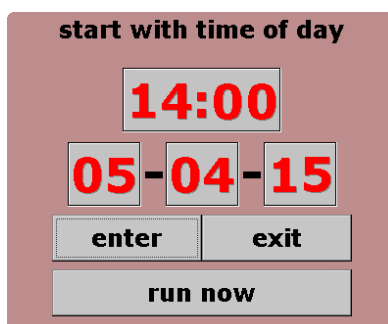 start with time of day
14:00
05-04-15
enter exit
run now